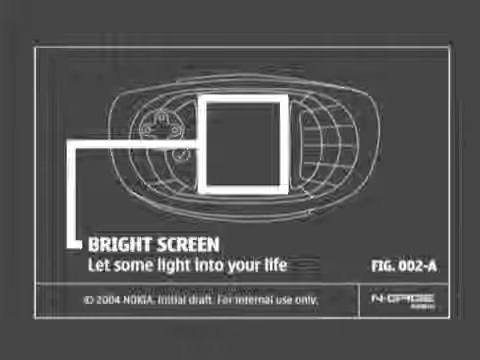 BRIGHT SCREEN
Let some light into your life
FIG. 002-A
© 2004 NOKIA. Initial draft. For internal use only.
N-GAGE